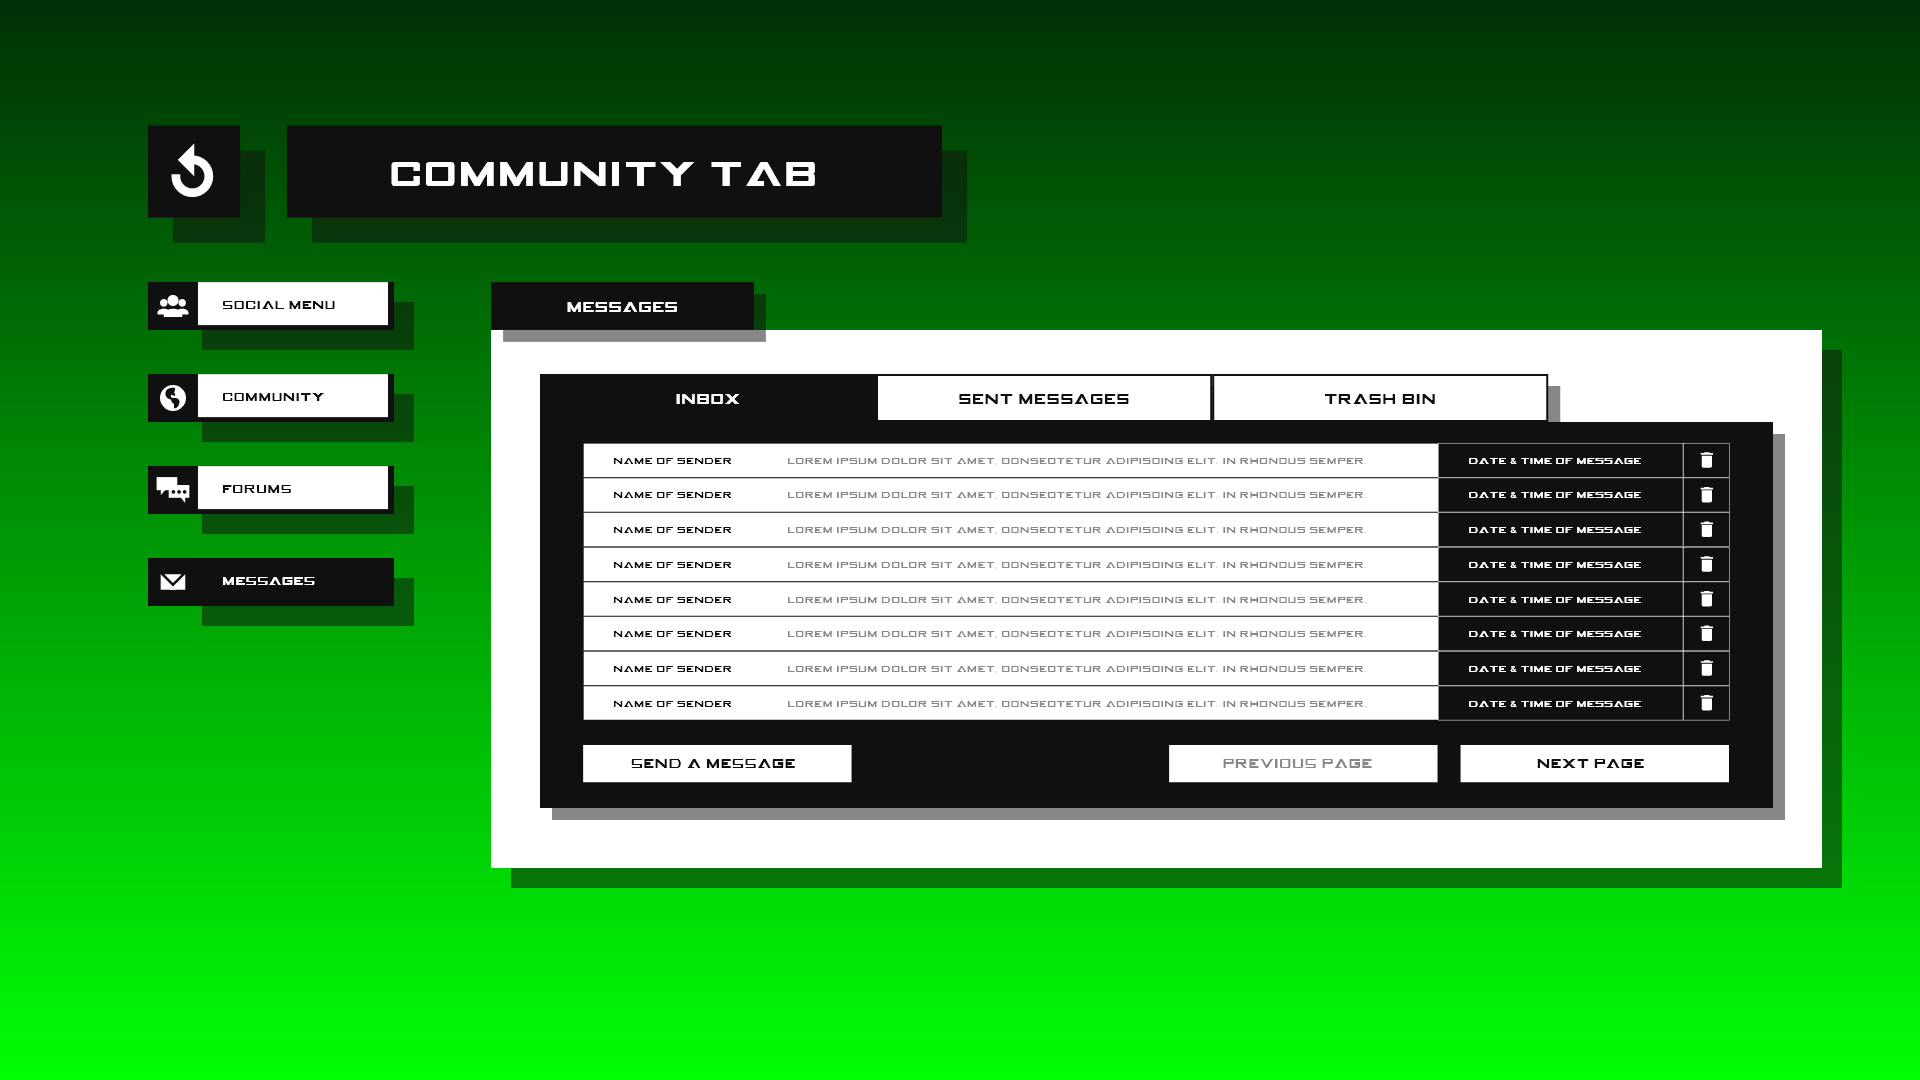 COMMUNITY TAB
SOCIAL MENU
COMMUNITY
FORUMS
MESSAGES
MESSAGES
INBOX SENT MESSAGES TRASH BIN
NAME OF SENDER LOREM IPSUM DOLOR SIT AMET, CONSECTETUR ADIPISCING ELIT. IN RHONCUS SEMPER. DATE & TIME OF MESSAGE
NAME OF SENDER LOREM IPSUM DOLOR SIT AMET, CONSECTETUR ADIPISCING ELIT. IN RHONCUS SEMPER. DATE & TIME OF MESSAGE
NAME OF SENDER LOREM IPSUM DOLOR SIT AMET, CONSECTETUR ADIPISCING ELIT. IN RHONCUS SEMPER. DATE & TIME OF MESSAGE
NAME OF SENDER LOREM IPSUM DOLOR SIT AMET, CONSECTETUR ADIPISCING ELIT. IN RHONCUS SEMPER. DATE & TIME OF MESSAGE
NAME OF SENDER LOREM IPSUM DOLOR SIT AMET, CONSECTETUR ADIPISCING ELIT. IN RHONCUS SEMPER. DATE & TIME OF MESSAGE
NAME OF SENDER LOREM IPSUM DOLOR SIT AMET, CONSECTETUR ADIPISCING ELIT. IN RHONCUS SEMPER. DATE & TIME OF MESSAGE
NAME OF SENDER LOREM IPSUM DOLOR SIT AMET, CONSECTETUR ADIPISCING ELIT. IN RHONCUS SEMPER. DATE & TIME OF MESSAGE
NAME OF SENDER LOREM IPSUM DOLOR SIT AMET, CONSECTETUR ADIPISCING ELIT. IN RHONCUS SEMPER. DATE & TIME OF MESSAGE
SEND A MESSAGE PREVIOUS PAGE NEXT PAGE